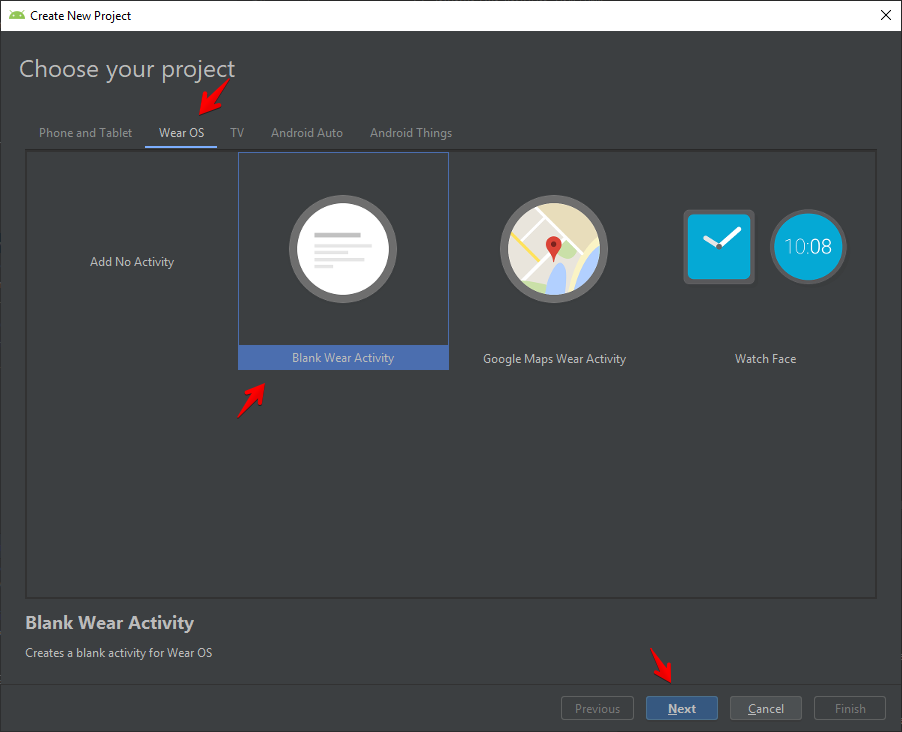 Create New Project
Choose your project
Phone and Tablet Wear OS TV Android Auto Android Things
10:08
Add No Activity
Blank Wear Activity Google Maps Wear Activity Watch Face
Blank Wear Activity
Creates a blank activity for Wear OS
Previous Next Cancel Finish